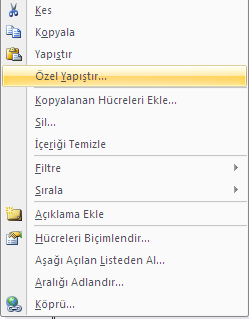 Kes
Kopyala
Yapıştır
Özel Yapıştır...
Kopyalanan Hücreleri Ekle...
Sil...
İçeriği Temizle
Filtre
Sırala
Açıklama Ekle
Hücreleri Biçimlendir...
Aşağı Açılan Listeden Al...
Aralığı Adlandır...
Köprü...